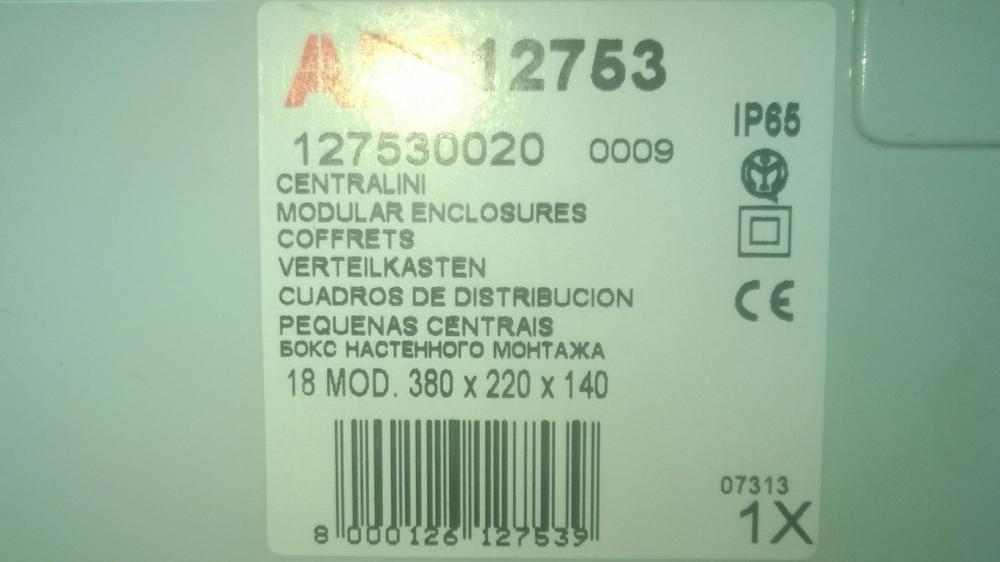 12753
127530020 0009
IP65
CENTRALINI
MODULAR ENCLOSURES
COFFRETS
VERTEILKASTEN
CUADROS DE DISTRIBUCION
PEQUENAS CENTRAIS
БОКС НАСТЕННОГО МОНТАЖА
18 MOD. 380 x 220 x 140
CE
8 000126 127539
07313
1X